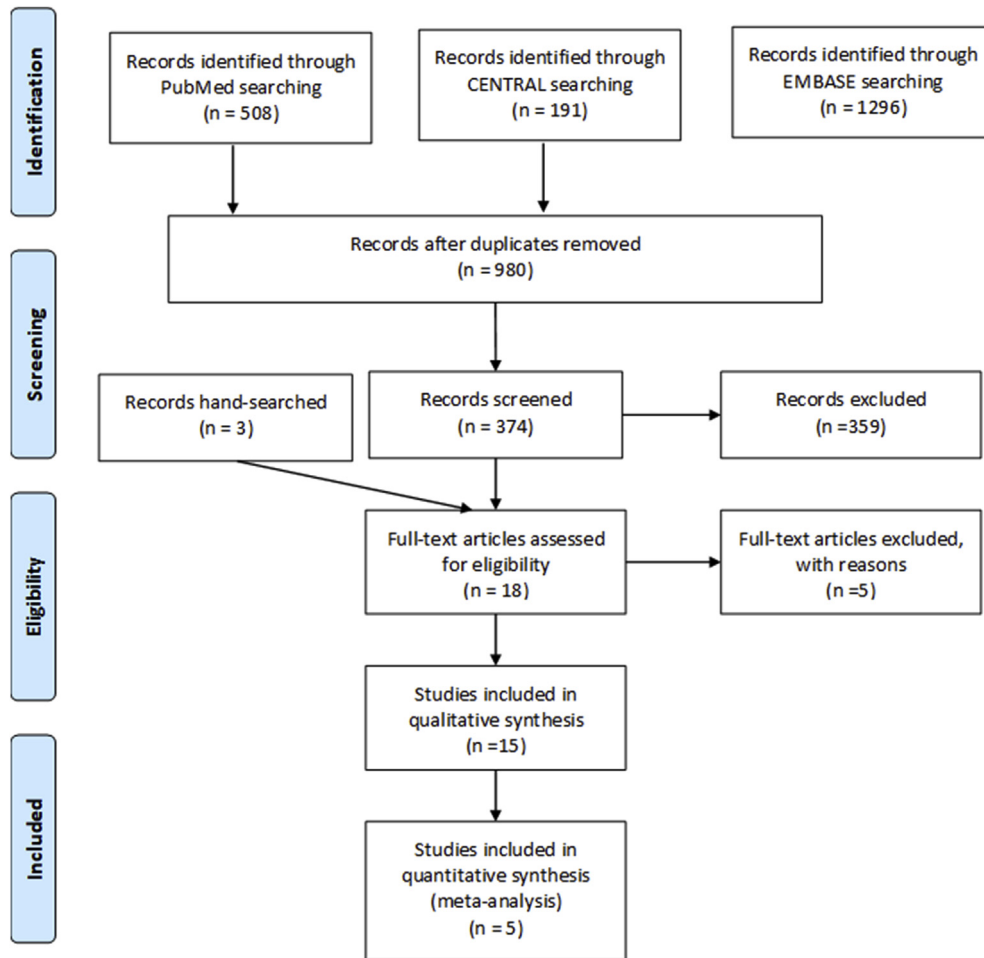 Identification
Records identified through
PubMed searching
(n = 508)
Records identified through
CENTRAL searching
(n = 191)
Records identified through
EMBASE searching
(n = 1296)
Records after duplicates removed
(n = 980)
Screening
Records hand-searched
(n = 3)
Records screened
(n = 374)
Records excluded
(n =359)
Eligibility
Full-text articles assessed
for eligibility
(n = 18)
Full-text articles excluded,
with reasons
(n =5)
Studies included in
qualitative synthesis
(n =15)
Included
Studies included in
quantitative synthesis
(meta-analysis)
(n = 5)